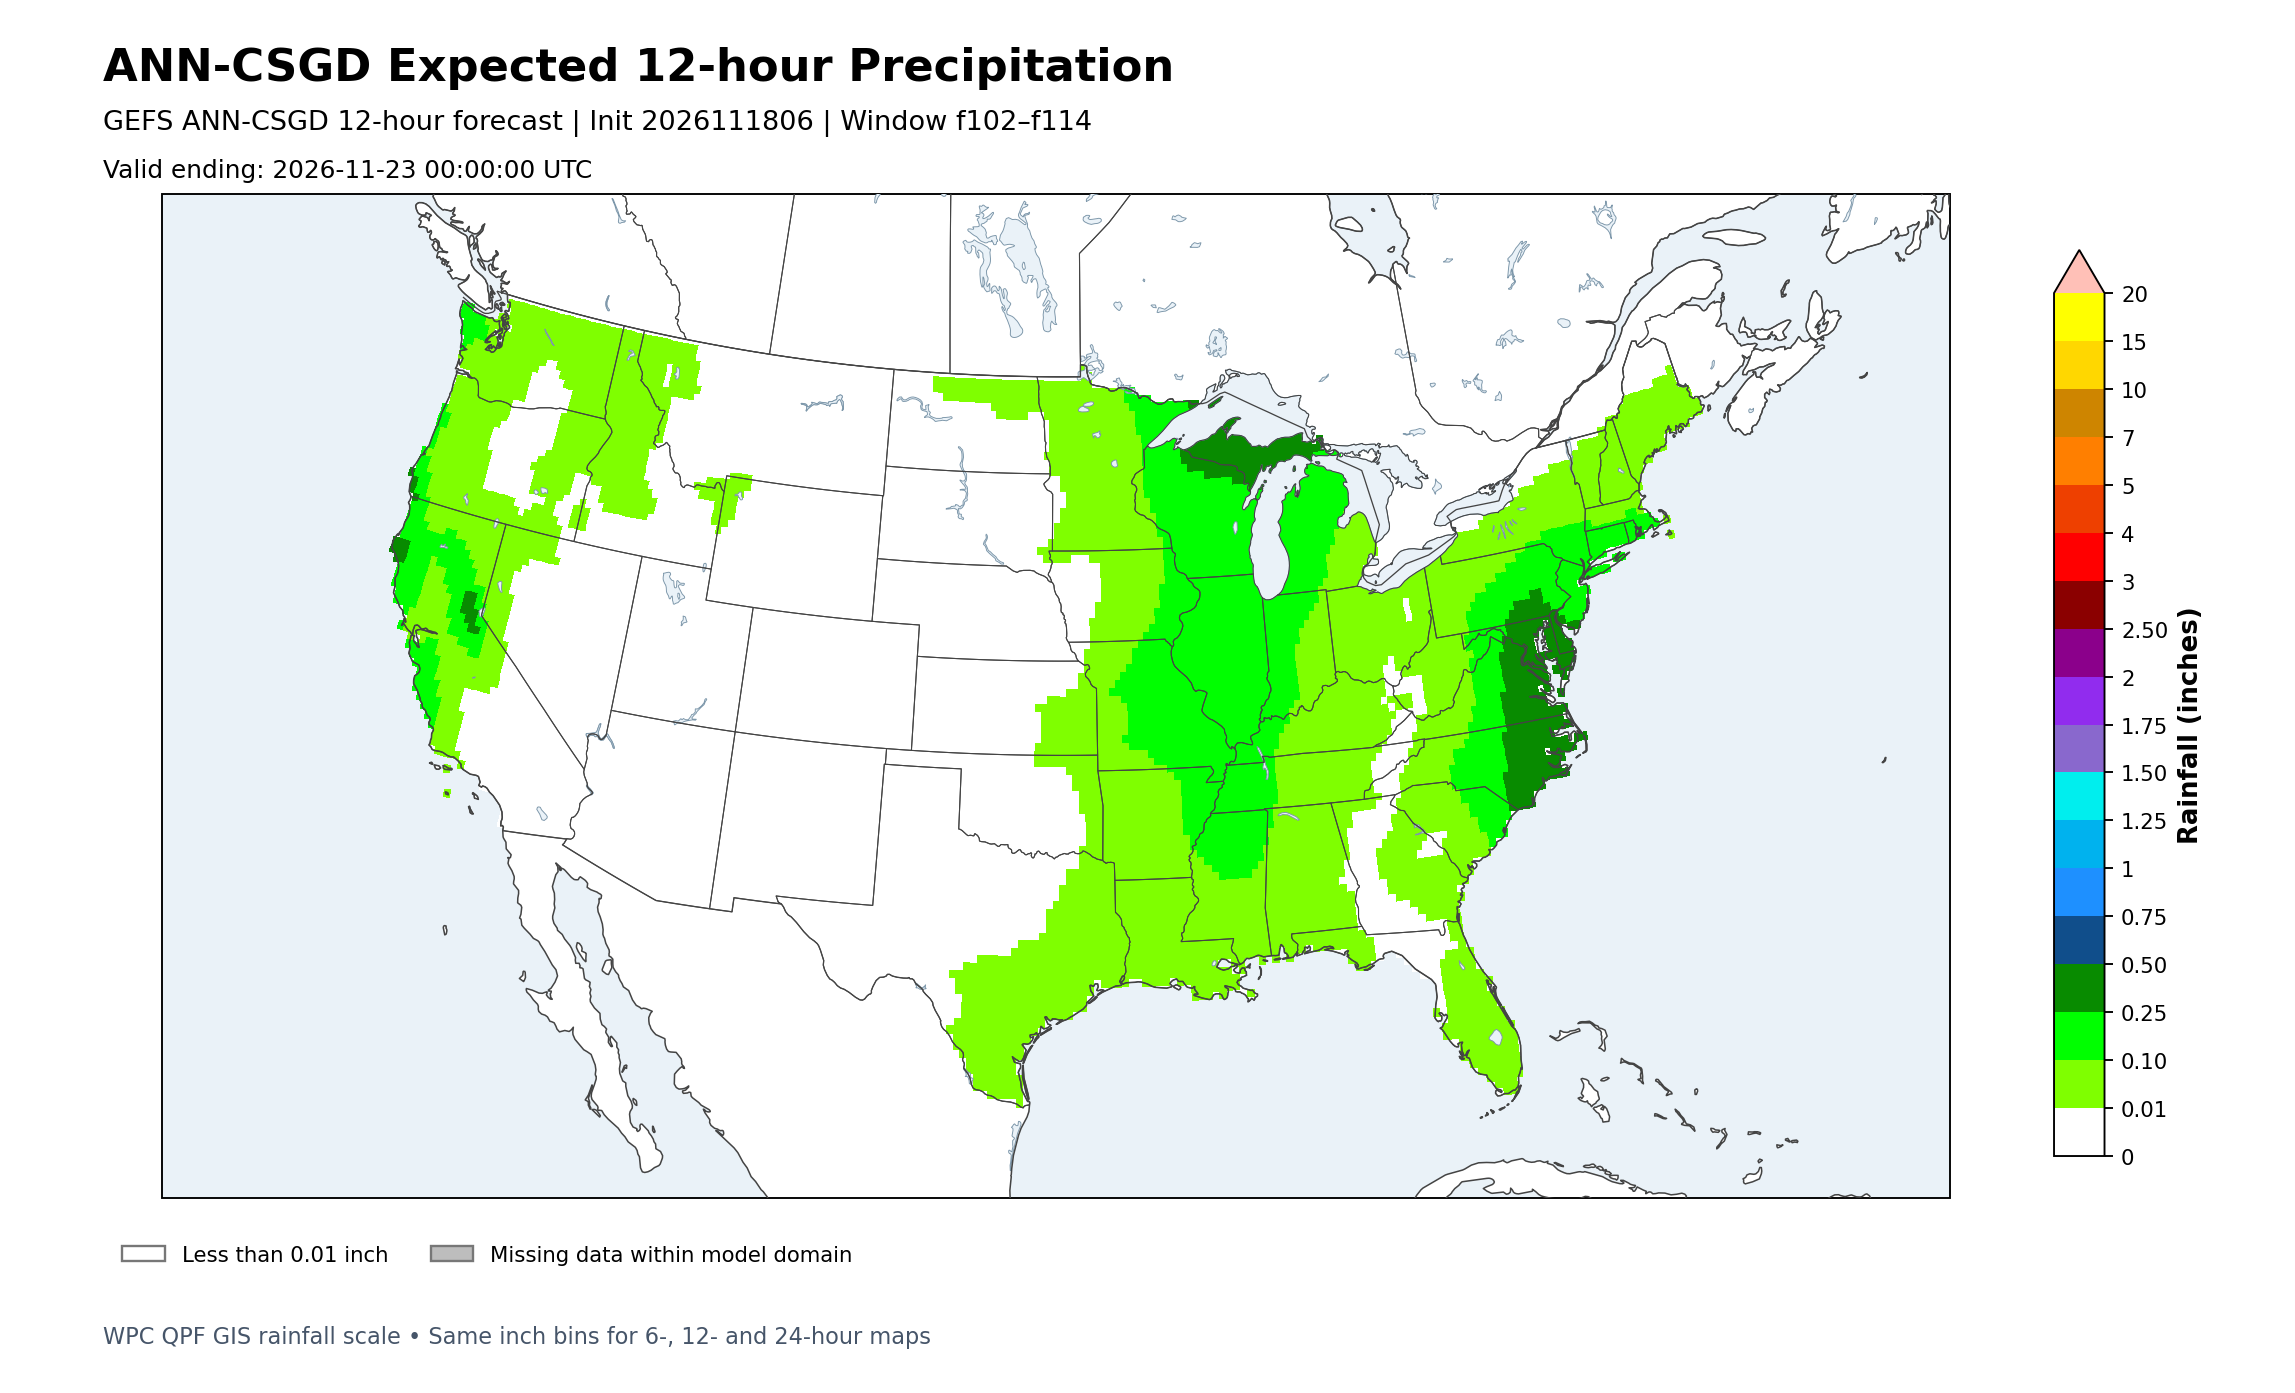 ANN-CSGD Expected 12-hour Precipitation
GEFS ANN-CSGD 12-hour forecast | Init 2026111806 | Window f102–f114
Valid ending: 2026-11-23 00:00:00 UTC
20
15
10
7
5
4
3
2.50
2
1.75
1.50
1.25
1
0.75
0.50
0.25
0.10
0.01
0
Rainfall (inches)
Less than 0.01 inch
Missing data within model domain
WPC QPF GIS rainfall scale • Same inch bins for 6-, 12- and 24-hour maps